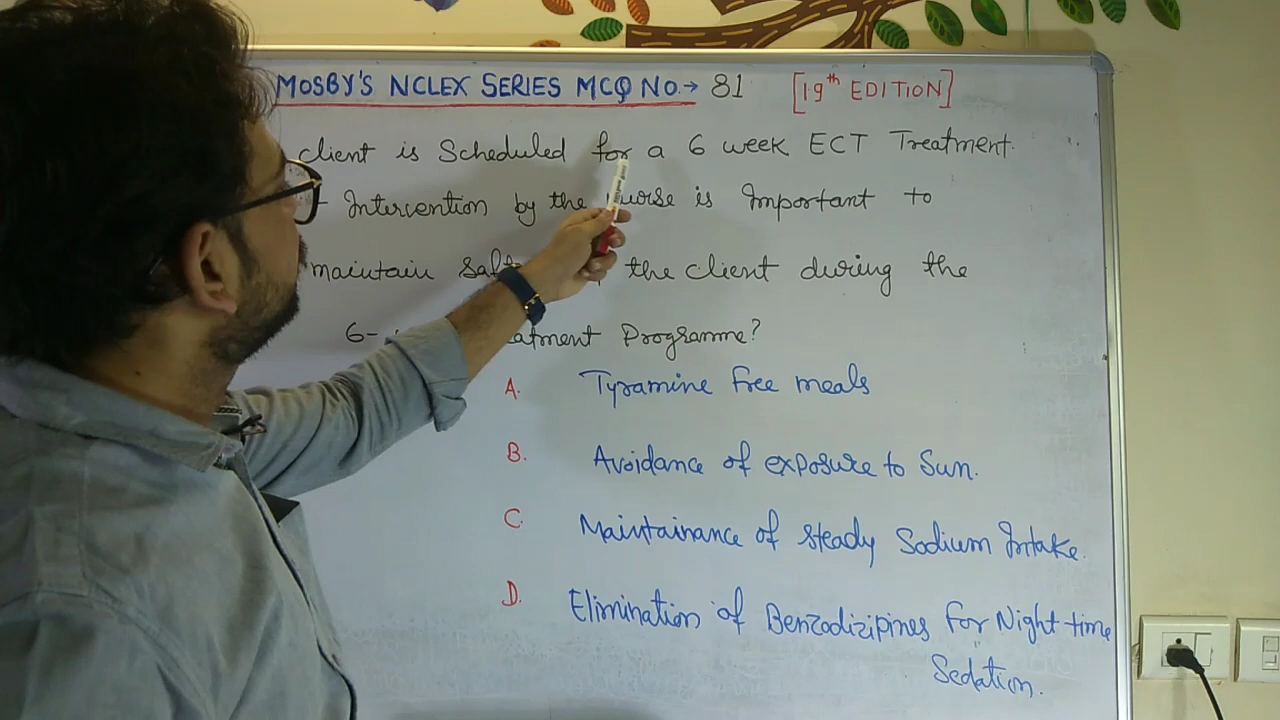 MOSBY'S NCLEX SERIES MCQ NO.→ 81 [19th EDITION]
client is Scheduled for a 6 week ECT Treatment.
Intervention by the nurse is Important to
maintain the client during the
6- Programme?
A. Tyramine free meals
B. Avoidance of exposure to Sun.
C. Maintainance of steady Sodium Intake.
D. Elimination of Benzodizipines for Night time
Sedation.